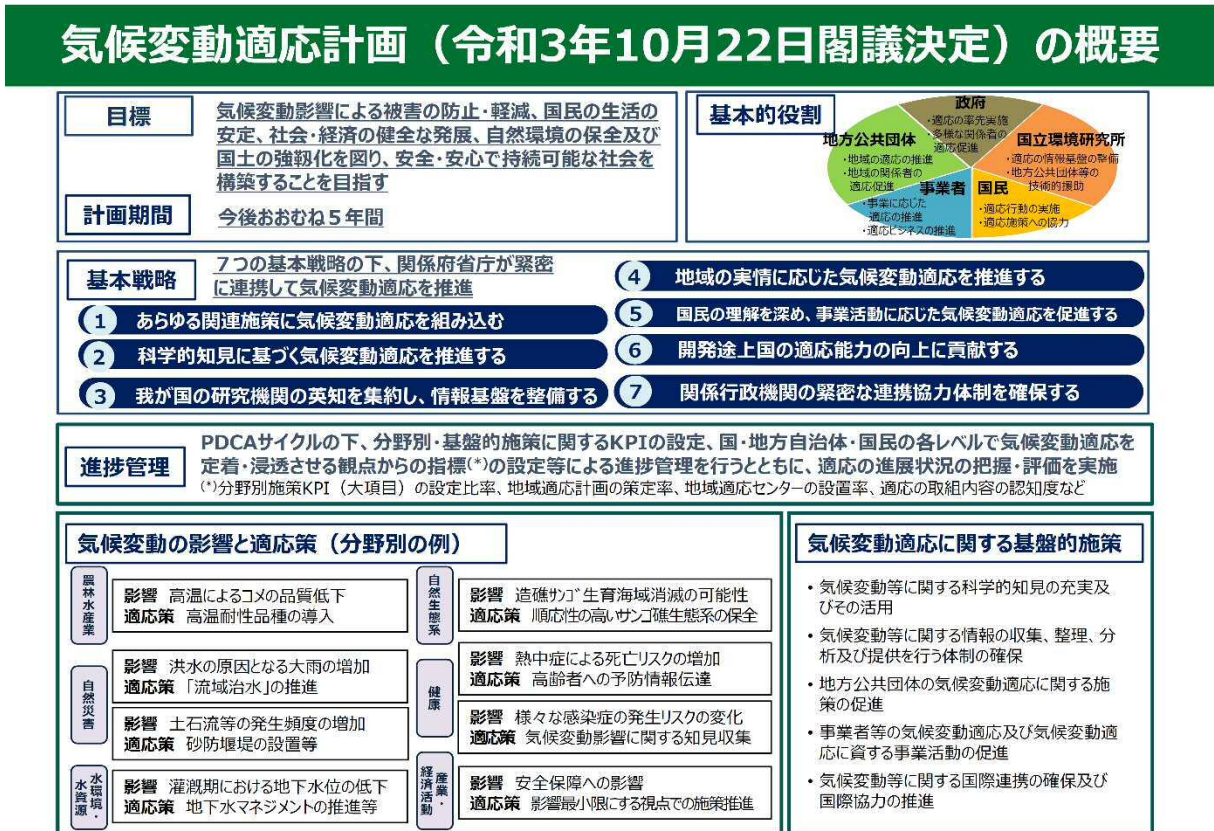 気候変動適応計画（令和3年10月22日閣議決定）の概要
目標
気候変動影響による被害の防止・軽減、国民の生活の
安定、社会・経済の健全な発展、自然環境の保全及び
国土の強靱化を図り、安全・安心で持続可能な社会を
構築することを目指す
計画期間
今後おおむね５年間
基本的役割
政府
・適応の率先実施
・多様な関係者の
適応促進
地方公共団体
・地域の適応の推進
・地域の関係者の
適応促進
国立環境研究所
・適応の情報基盤の整備
・地方公共団体等の
技術的援助
事業者
・事業に応じた
適応の推進
・適応ビジネスの推進
国民
・適応行動の実施
・適応施策への協力
基本戦略
７つの基本戦略の下、関係府省庁が緊密
に連携して気候変動適応を推進
1 あらゆる関連施策に気候変動適応を組み込む
2 科学的知見に基づく気候変動適応を推進する
3 我が国の研究機関の英知を集約し、情報基盤を整備する
4 地域の実情に応じた気候変動適応を推進する
5 国民の理解を深め、事業活動に応じた気候変動適応を促進する
6 開発途上国の適応能力の向上に貢献する
7 関係行政機関の緊密な連携協力体制を確保する
進捗管理
PDCAサイクルの下、分野別・基盤的施策に関するKPIの設定、国・地方自治体・国民の各レベルで気候変動適応を
定着・浸透させる観点からの指標(*)の設定等による進捗管理を行うとともに、適応の進展状況の把握・評価を実施
(*)分野別施策KPI（大項目）の設定比率、地域適応計画の策定率、地域適応センターの設置率、適応の取組内容の認知度など
気候変動の影響と適応策（分野別の例）
農林水産業
影響 高温によるコメの品質低下
適応策 高温耐性品種の導入
自然災害
影響 洪水の原因となる大雨の増加
適応策 「流域治水」の推進
影響 土石流等の発生頻度の増加
適応策 砂防堰堤の設置等
水環境・
水資源
影響 灌漑期における地下水位の低下
適応策 地下水マネジメントの推進等
自然生態系
影響 造礁サンゴ生育海域消滅の可能性
適応策 順応性の高いサンゴ礁生態系の保全
健康
影響 熱中症による死亡リスクの増加
適応策 高齢者への予防情報伝達
影響 様々な感染症の発生リスクの変化
適応策 気候変動影響に関する知見収集
産業・
経済活動
影響 安全保障への影響
適応策 影響最小限にする視点での施策推進
気候変動適応に関する基盤的施策
・気候変動等に関する科学的知見の充実及
びその活用
・気候変動等に関する情報の収集、整理、分
析及び提供を行う体制の確保
・地方公共団体の気候変動適応に関する施
策の促進
・事業者等の気候変動適応及び気候変動適
応に資する事業活動の促進
・気候変動等に関する国際連携の確保及び
国際協力の推進